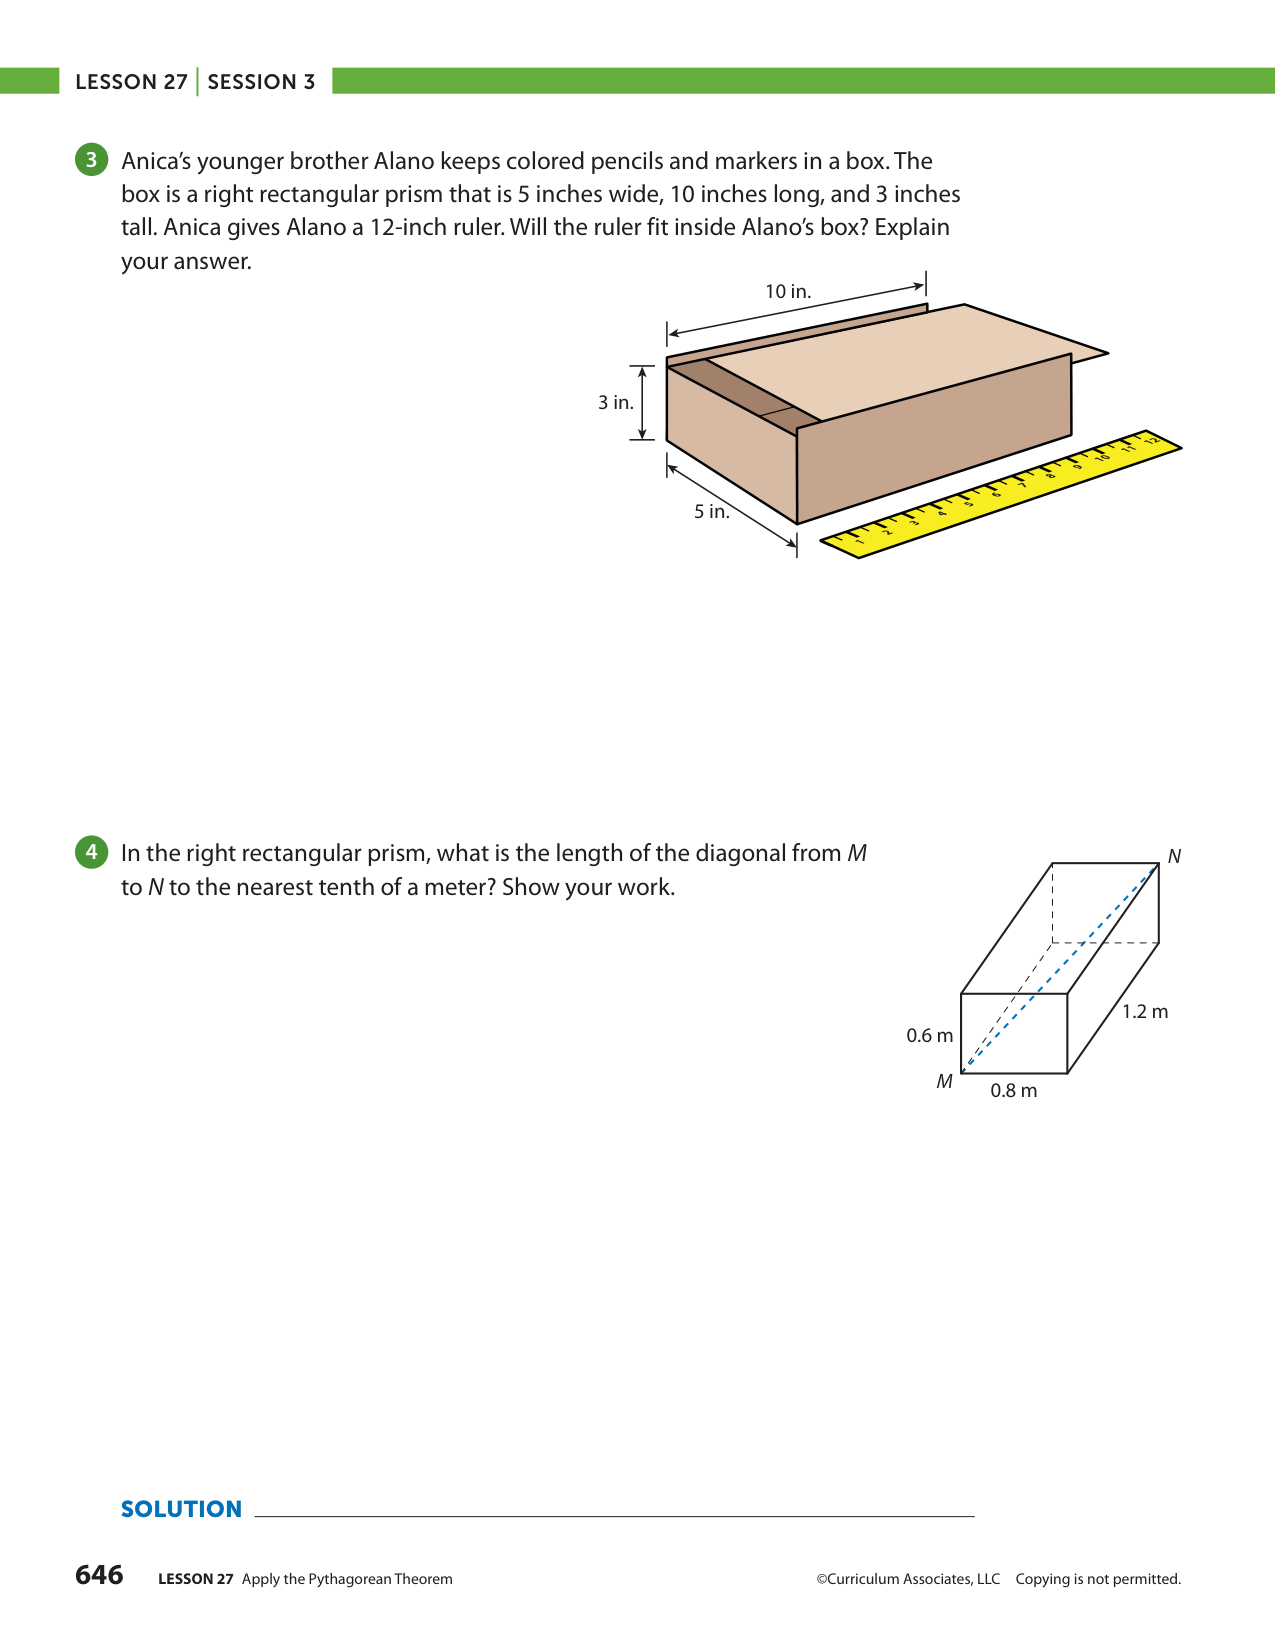 LESSON 27 | SESSION 3
3 Anica’s younger brother Alano keeps colored pencils and markers in a box. The
box is a right rectangular prism that is 5 inches wide, 10 inches long, and 3 inches
tall. Anica gives Alano a 12-inch ruler. Will the ruler fit inside Alano’s box? Explain
your answer.
10 in.
3 in.
5 in.
1 2 3 4 5 6 7 8 9 10 11 12
4 In the right rectangular prism, what is the length of the diagonal from M
to N to the nearest tenth of a meter? Show your work.
N
1.2 m
0.6 m
M
0.8 m
SOLUTION
646 LESSON 27 Apply the Pythagorean Theorem
©Curriculum Associates, LLC Copying is not permitted.